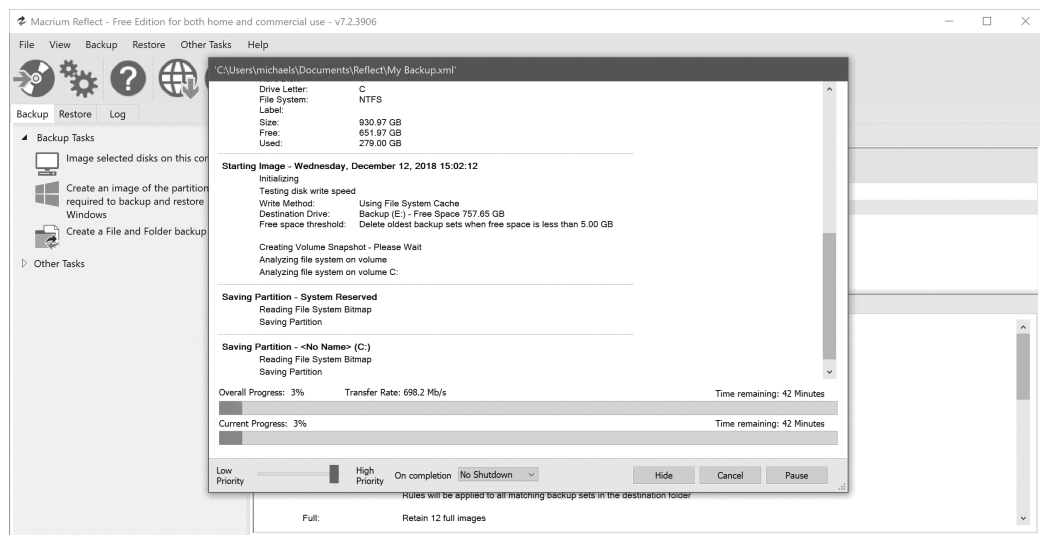 Macrium Reflect - Free Edition for both home and commercial use - v7.2.3906
File View Backup Restore Other Tasks Help
'C:\Users\michaels\Documents\Reflect\My Backup.xml'
Drive Letter: C
File System: NTFS
Label:
Size: 930.97 GB
Free: 651.97 GB
Used: 279.00 GB
Backup Restore Log
Backup Tasks
Image selected disks on this
Create an image of the partition
required to backup and restore
Windows
Create a File and Folder backup
Other Tasks
Starting Image - Wednesday, December 12, 2018 15:02:12
Initializing
Testing disk write speed
Write Method: Using File System Cache
Destination Drive: Backup (E:) - Free Space 757.65 GB
Free space threshold: Delete oldest backup sets when free space is less than 5.00 GB
Creating Volume Snapshot - Please Wait
Analyzing file system on volume
Analyzing file system on volume C:
Saving Partition - System Reserved
Reading File System Bitmap
Saving Partition
Saving Partition - <No Name> (C:)
Reading File System Bitmap
Saving Partition
Overall Progress: 3% Transfer Rate: 698.2 Mb/s Time remaining: 42 Minutes
Current Progress: 3% Time remaining: 42 Minutes
Low Priority High Priority On completion No Shutdown Hide Cancel Pause
Rules will be applied to all matching backup sets in the destination folder
Full: Retain 12 full images